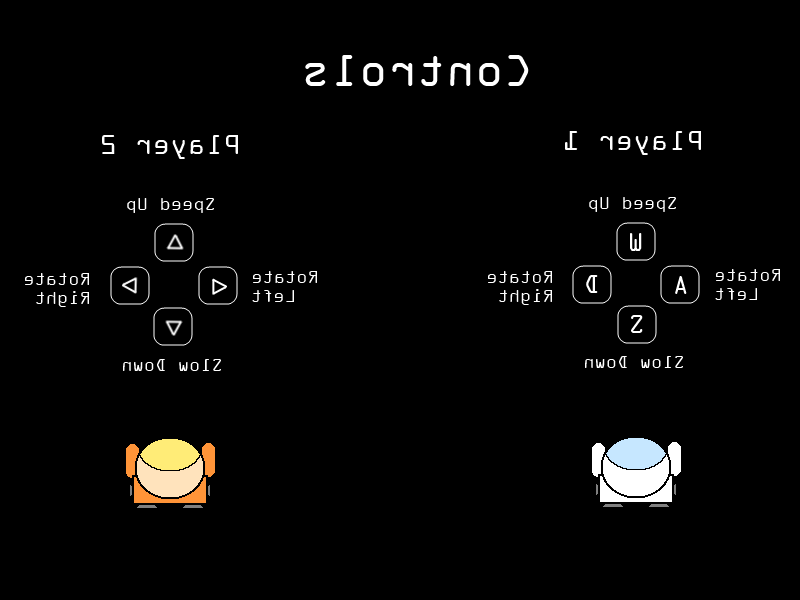 Controls
Player 1
Player 2
Speed Up
W
Rotate
Left
A
D
Rotate
Right
S
Slow Down
Speed Up
Rotate
Left
Rotate
Right
Slow Down